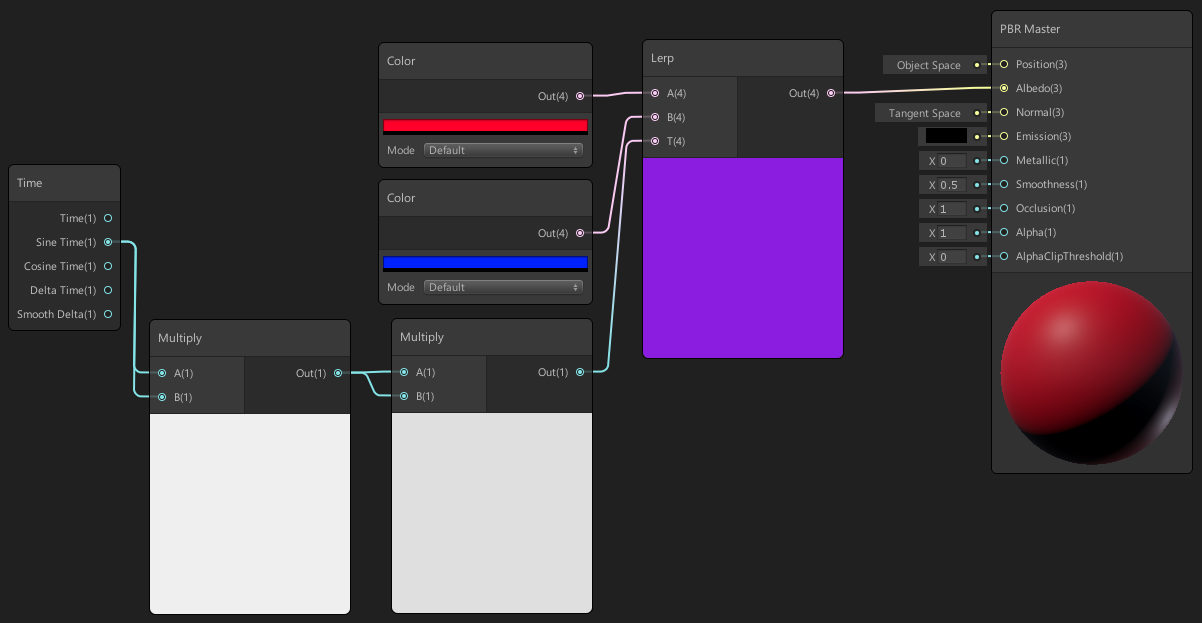 Time
Time(1)
Sine Time(1)
Cosine Time(1)
Delta Time(1)
Smooth Delta(1)
Multiply
A(1)
Out(1)
B(1)
Color
Out(4)
Mode
Default
Color
Out(4)
Mode
Default
Multiply
A(1)
Out(1)
B(1)
Lerp
A(4)
Out(4)
B(4)
T(4)
PBR Master
Object Space
Position(3)
Albedo(3)
Tangent Space
Normal(3)
Emission(3)
X 0
Metallic(1)
X 0.5
Smoothness(1)
X 1
Occlusion(1)
X 1
Alpha(1)
X 0
AlphaClipThreshold(1)